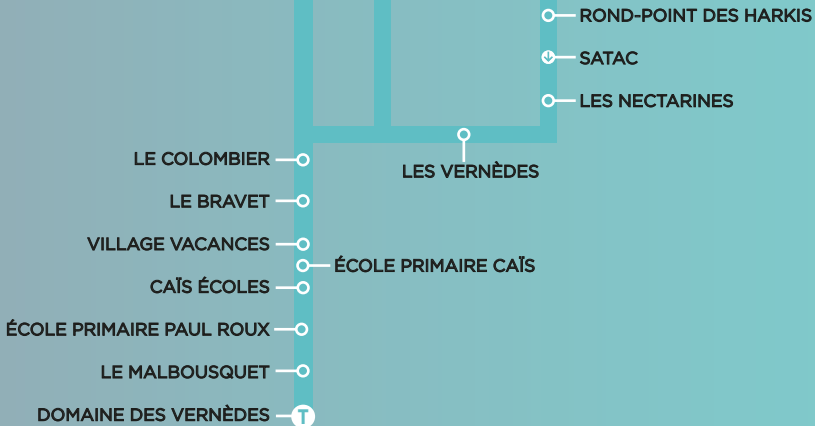 ROND-POINT DES HARKIS
SATAC
LES NECTARINES
LE COLOMBIER
LES VERNÈDES
LE BRAVET
VILLAGE VACANCES
ÉCOLE PRIMAIRE CAÏS
CAÏS ÉCOLES
ÉCOLE PRIMAIRE PAUL ROUX
LE MALBOUSQUET
DOMAINE DES VERNÈDES
T